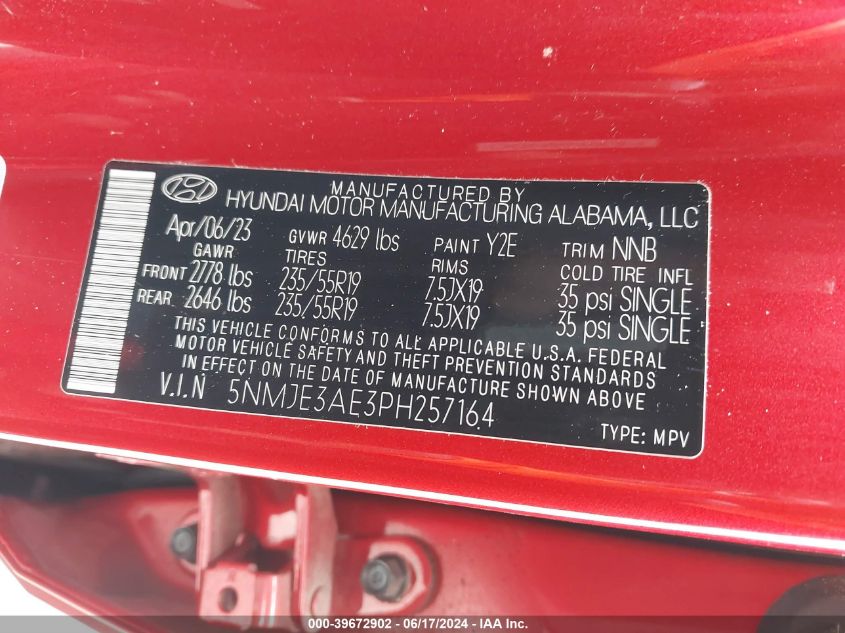 MANUFACTURED BY
HYUNDAI MOTOR MANUFACTURING ALABAMA, LLC
Apr/06/23 GVWR 4629 lbs PAINT Y2E TRIM NNB
GAWR TIRES RIMS COLD TIRE INFL
FRONT 2778 lbs 235/55R19 7.5JX19 35 psi SINGLE
REAR 2646 lbs 235/55R19 7.5JX19 35 psi SINGLE
THIS VEHICLE CONFORMS TO ALL APPLICABLE U.S.A. FEDERAL
MOTOR VEHICLE SAFETY AND THEFT PREVENTION STANDARDS
IN EFFECT ON THE DATE OF MANUFACTURE SHOWN ABOVE
V.I.N 5NMJE3AE3PH257164
TYPE: MPV
000-39672902 - 06/17/2024 - IAA Inc.